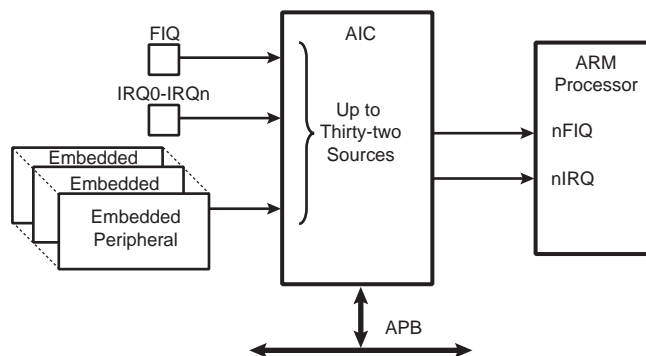 FIQ
IRQ0-IRQn
Embedded
Embedded
Embedded
Peripheral
AIC
Up to
Thirty-two
Sources
ARM
Processor
nFIQ
nIRQ
APB